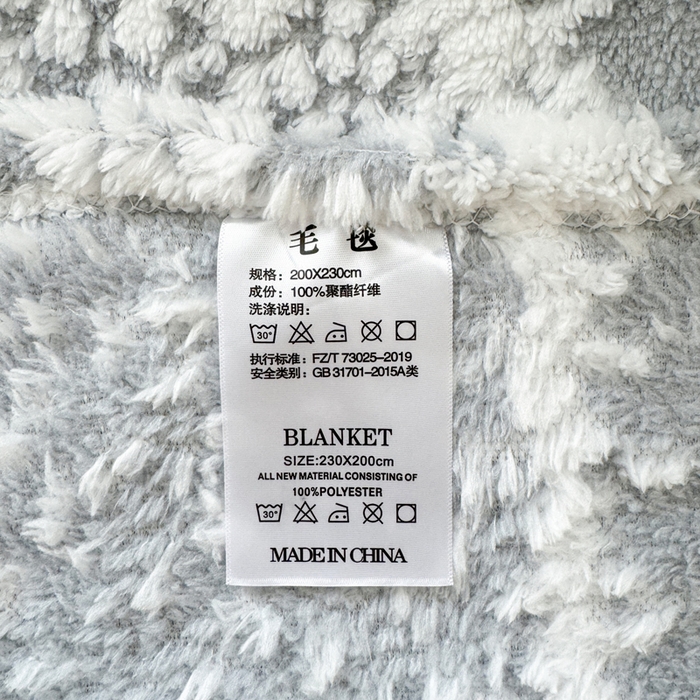 毛 毯
规格：200X230cm
成份：100%聚酯纤维
洗涤说明：
30°
执行标准：FZ/T 73025-2019
安全类别：GB 31701-2015A类
BLANKET
SIZE:230X200cm
ALL NEW MATERIAL CONSISTING OF
100%POLYESTER
30°
MADE IN CHINA